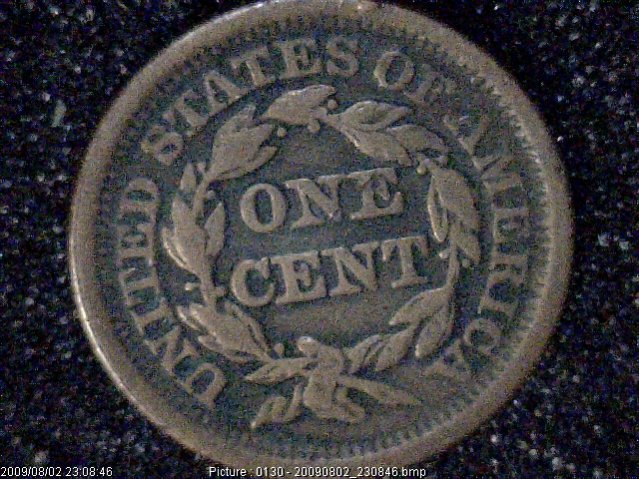 UNITED STATES OF AMERICA
ONE
CENT
2009/08/02 23:08:46
Picture : 0130 - 20090802_230846.bmp